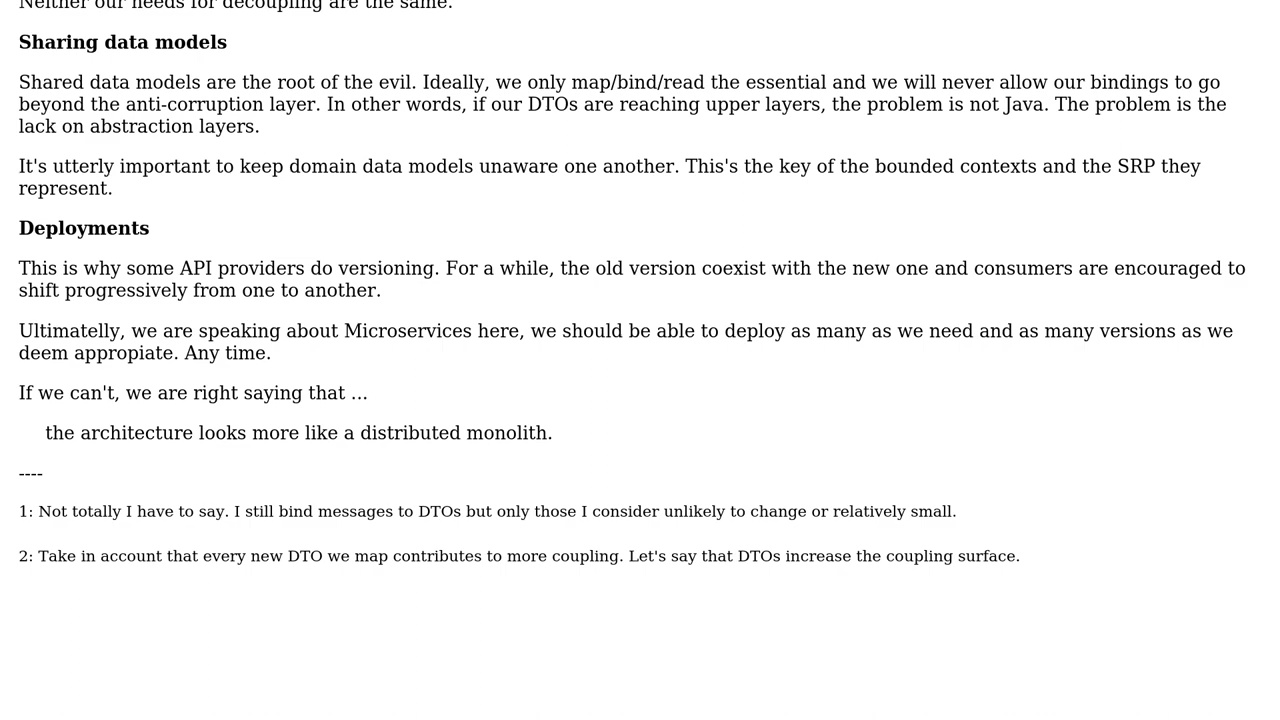 Neither our needs for decoupling are the same.
Sharing data models
Shared data models are the root of the evil. Ideally, we only map/bind/read the essential and we will never allow our bindings to go
beyond the anti-corruption layer. In other words, if our DTOs are reaching upper layers, the problem is not Java. The problem is the
lack on abstraction layers.
It's utterly important to keep domain data models unaware one another. This's the key of the bounded contexts and the SRP they
represent.
Deployments
This is why some API providers do versioning. For a while, the old version coexist with the new one and consumers are encouraged to
shift progressively from one to another.
Ultimatelly, we are speaking about Microservices here, we should be able to deploy as many as we need and as many versions as we
deem appropiate. Any time.
If we can't, we are right saying that ...
the architecture looks more like a distributed monolith.
----
1: Not totally I have to say. I still bind messages to DTOs but only those I consider unlikely to change or relatively small.
2: Take in account that every new DTO we map contributes to more coupling. Let's say that DTOs increase the coupling surface.